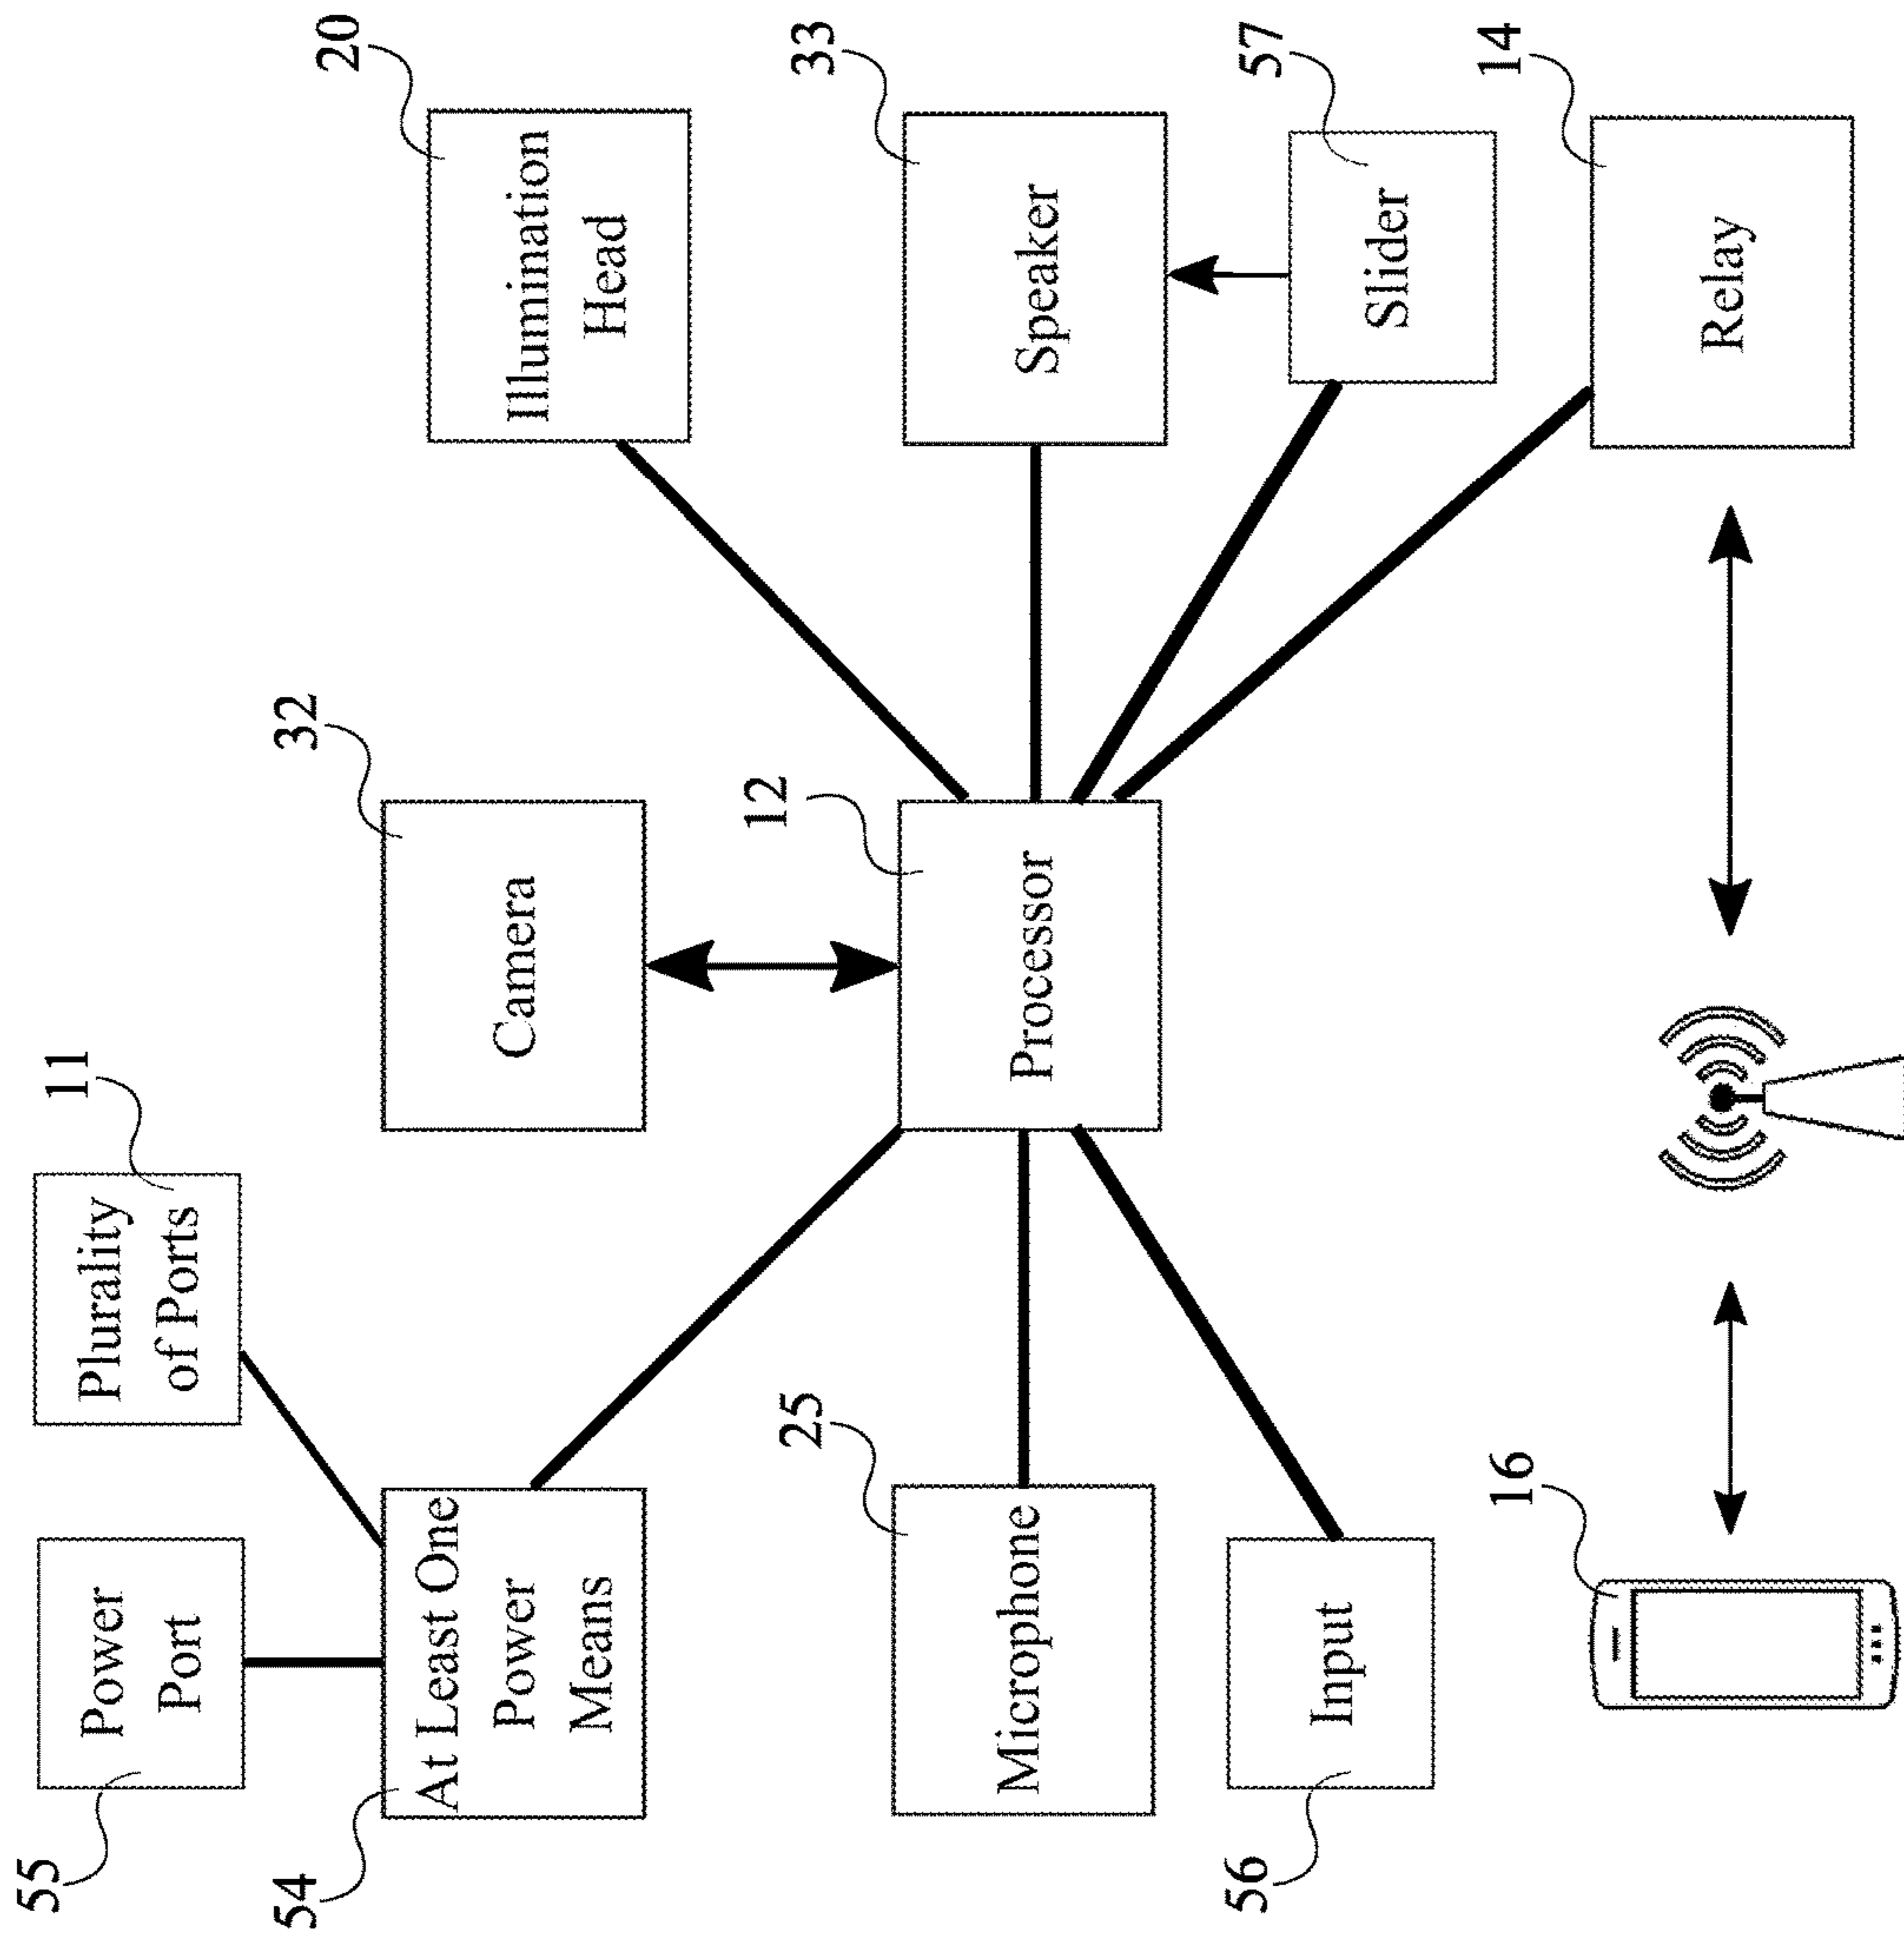 55
Power
Port
Plurality
of Ports
11
54
At Least One
Power
Means
Camera
32
Illumination
Head
20
Microphone
25
Processor
12
Speaker
33
56
Input
Slider
57
16
Relay
14